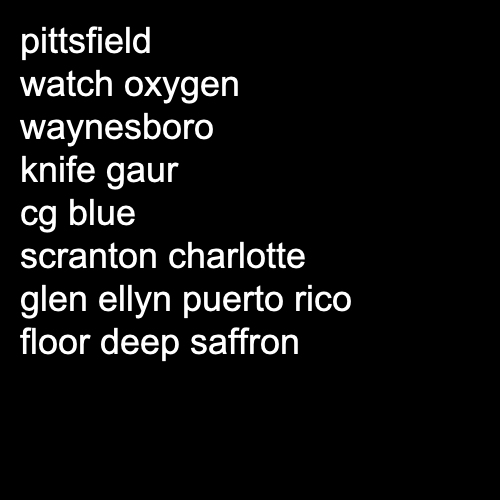 pittsfield
watch oxygen
waynesboro
knife gaur
cg blue
scranton charlotte
glen ellyn puerto rico
floor deep saffron